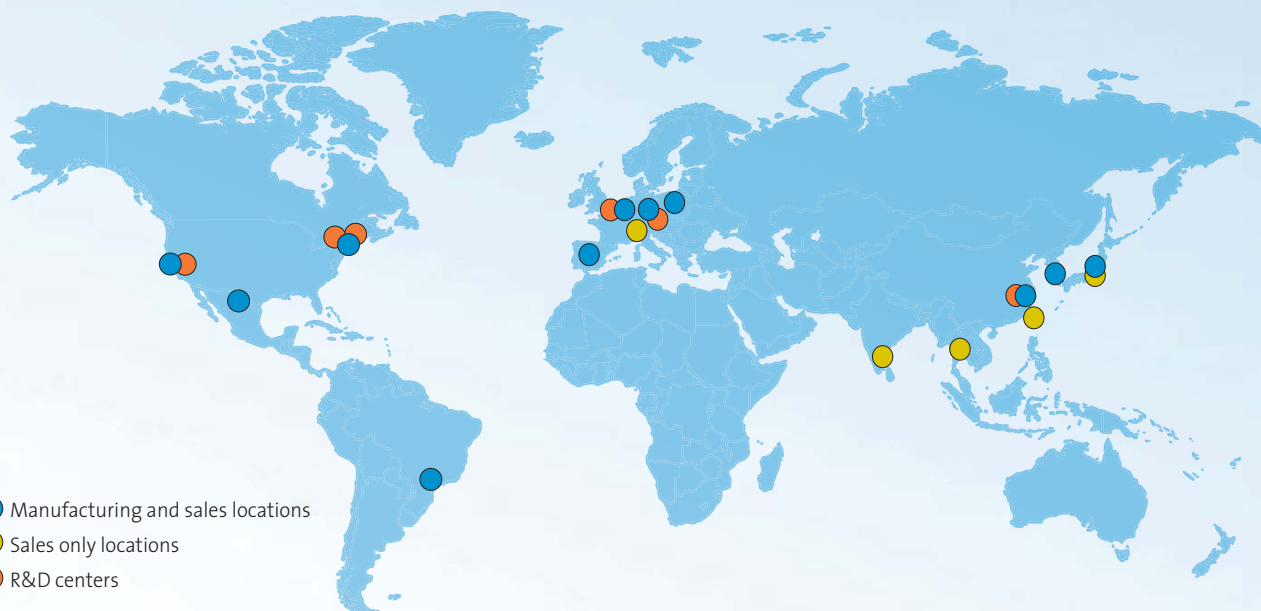 Manufacturing and sales locations
Sales only locations
R&D centers